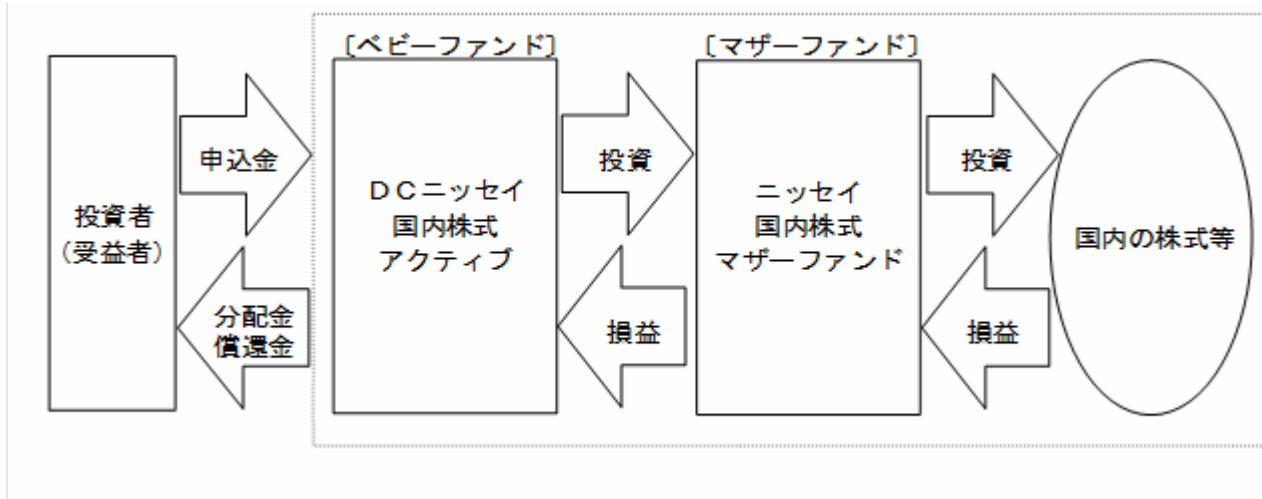 〔ベビーファンド〕
〔マザーファンド〕
投資者
（受益者）
申込金
分配金
償還金
ＤＣニッセイ
国内株式
アクティブ
投資
損益
ニッセイ
国内株式
マザーファンド
投資
損益
国内の株式等